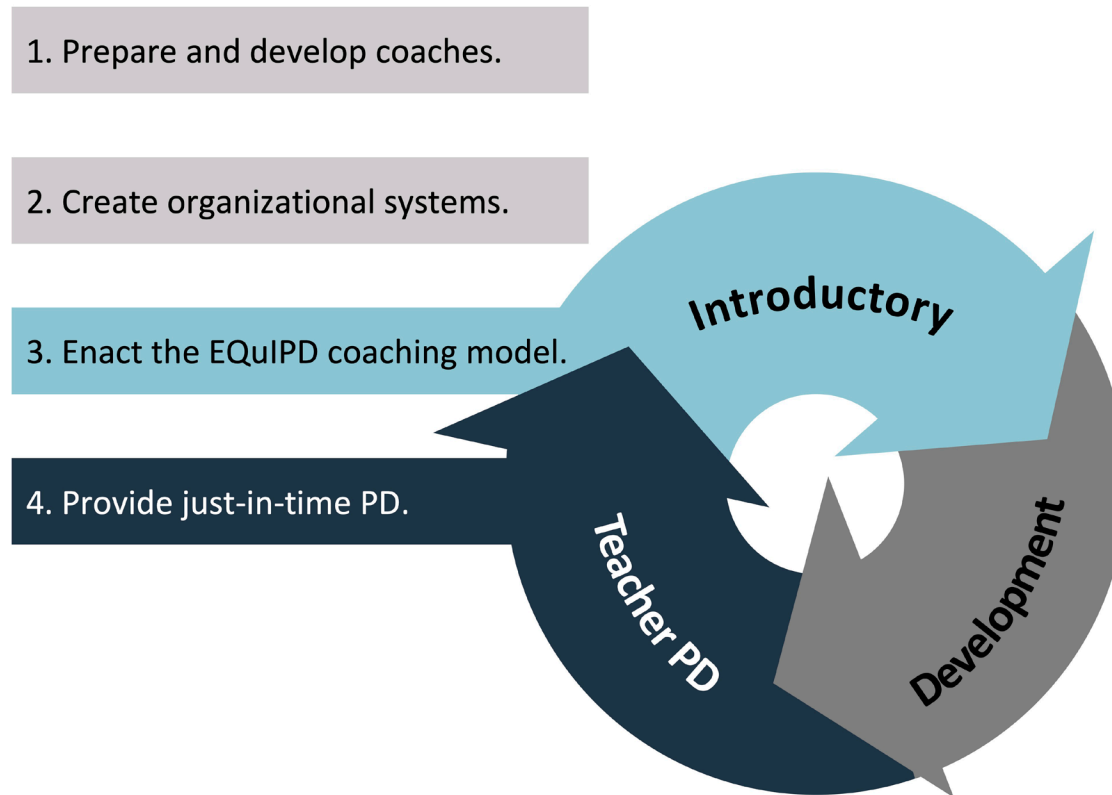 1. Prepare and develop coaches.
2. Create organizational systems.
3. Enact the EQuIPD coaching model.
4. Provide just-in-time PD.
Introductory
Development
Teacher PD